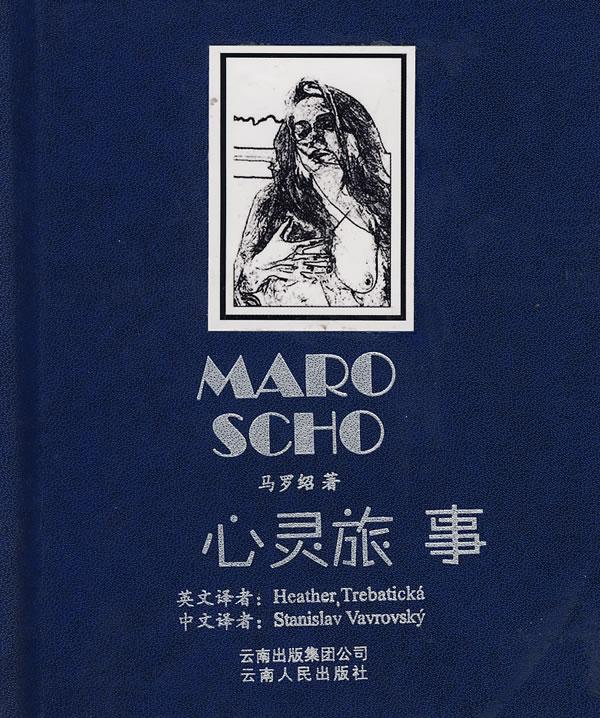 MARO
SCHO
马罗绍 著
心灵旅 事
英文译者：Heather Trebatická
中文译者：Stanislav Vavrovský
云南出版集团公司
云南人民出版社